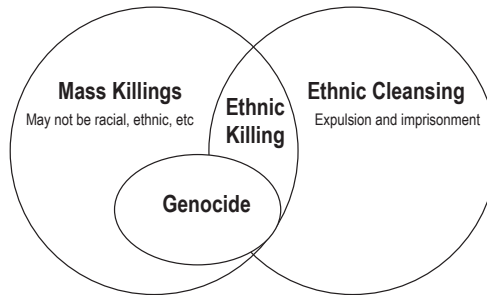 Mass Killings
May not be racial, ethnic, etc
Ethnic
Killing
Ethnic Cleansing
Expulsion and imprisonment
Genocide